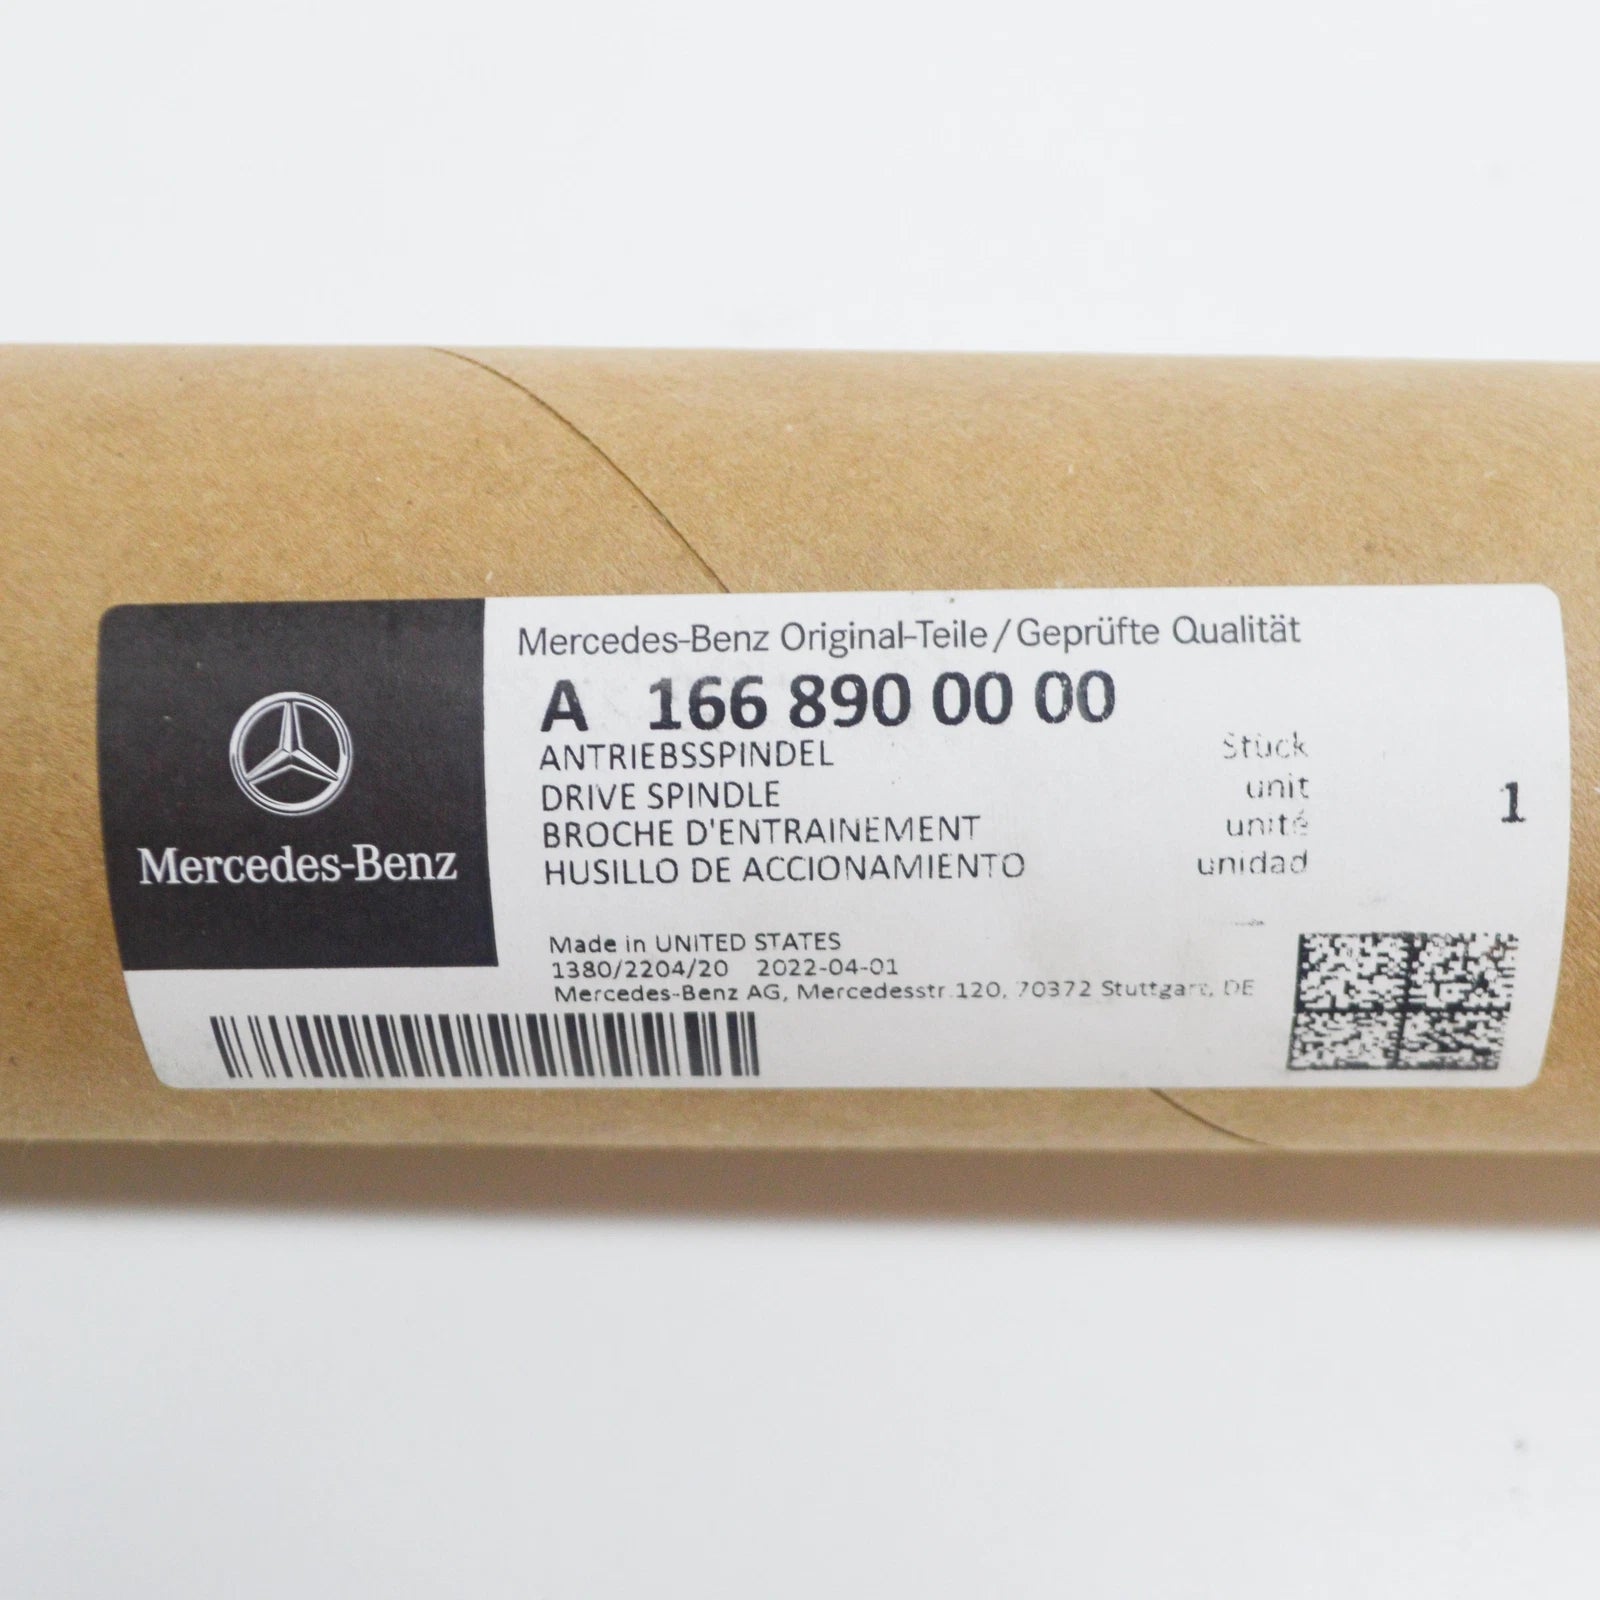 Mercedes-Benz
Mercedes-Benz Original-Teile/Geprüfte Qualität
A 166 890 00 00
ANTRIEBSSPINDEL
DRIVE SPINDLE
BROCHE D'ENTRAINEMENT
HUSILLO DE ACCIONAMIENTO
Stück
unit
unité
unidad
1
Made in UNITED STATES
1380/2204/20 2022-04-01
Mercedes-Benz AG, Mercedesstr.120, 70372 Stuttgart, DE